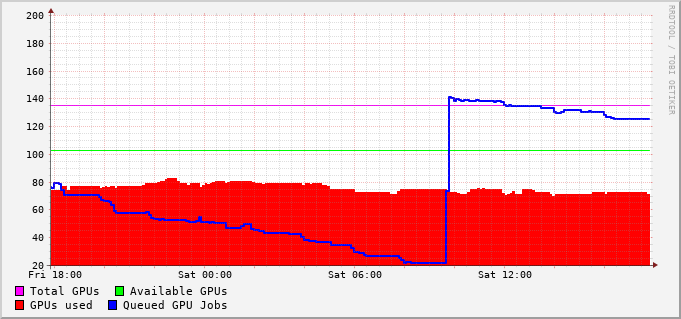 200
180
160
140
120
100
80
60
40
20
Fri 18:00 Sat 00:00 Sat 06:00 Sat 12:00
Total GPUs Available GPUs
GPUs used Queued GPU Jobs
RRDTOOL / TOBI OETIKER